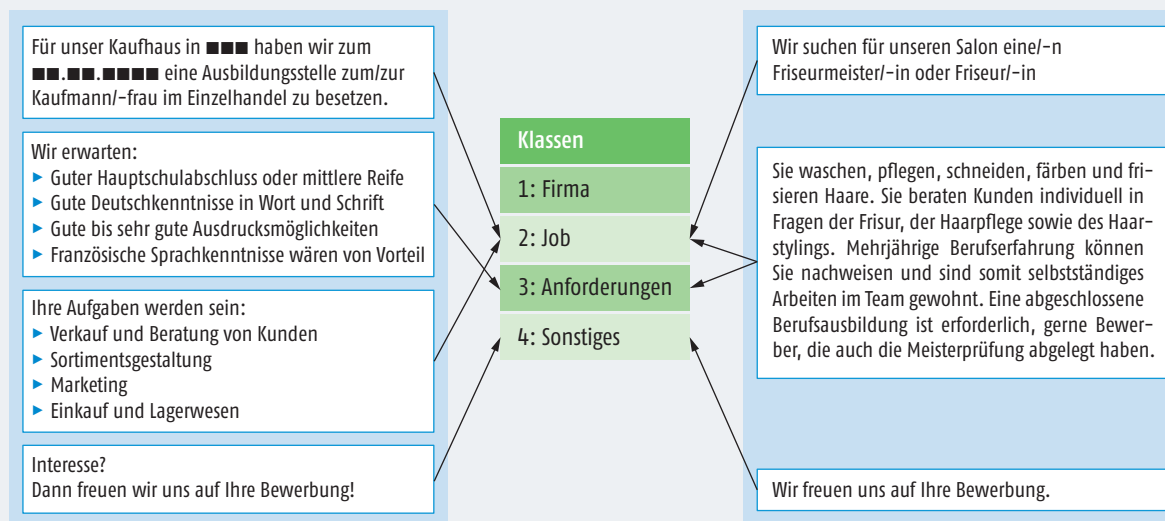 Für unser Kaufhaus in ■■■ haben wir zum
■■.■■.■■■■ eine Ausbildungsstelle zum/zur
Kaufmann/-frau im Einzelhandel zu besetzen.
Wir erwarten:
► Guter Hauptschulabschluss oder mittlere Reife
► Gute Deutschkenntnisse in Wort und Schrift
► Gute bis sehr gute Ausdrucksmöglichkeiten
► Französische Sprachkenntnisse wären von Vorteil
Ihre Aufgaben werden sein:
► Verkauf und Beratung von Kunden
► Sortimentsgestaltung
► Marketing
► Einkauf und Lagerwesen
Interesse?
Dann freuen wir uns auf Ihre Bewerbung!
Klassen
1: Firma
2: Job
3: Anforderungen
4: Sonstiges
Wir suchen für unseren Salon eine/-n
Friseurmeister/-in oder Friseur/-in
Sie waschen, pflegen, schneiden, färben und fri-
sieren Haare. Sie beraten Kunden individuell in
Fragen der Frisur, der Haarpflege sowie des Haar-
stylings. Mehrjährige Berufserfahrung können
Sie nachweisen und sind somit selbstständiges
Arbeiten im Team gewohnt. Eine abgeschlossene
Berufsausbildung ist erforderlich, gerne Bewer-
ber, die auch die Meisterprüfung abgelegt haben.
Wir freuen uns auf Ihre Bewerbung.